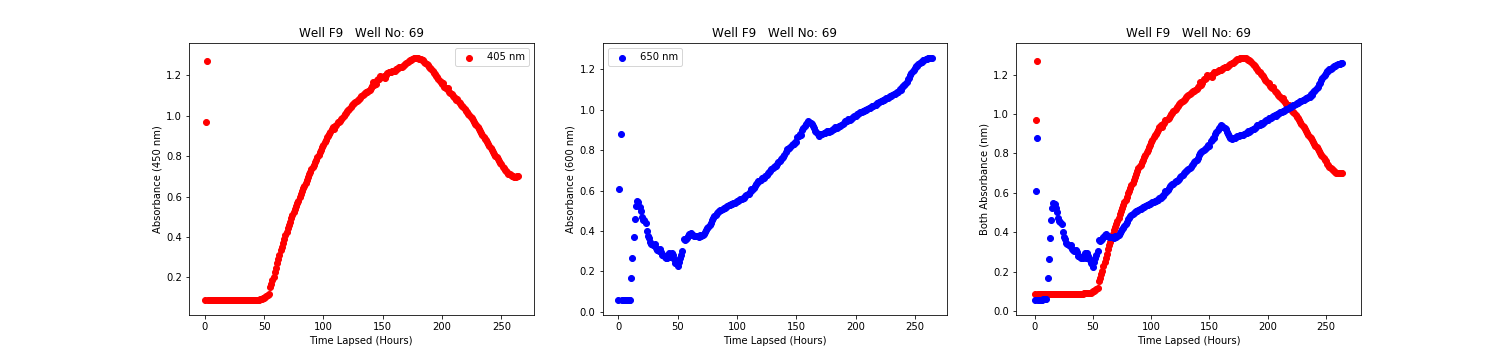 Well F9 Well No: 69
405 nm
Absorbance (450 nm)
1.2
1.0
0.8
0.6
0.4
0.2
0 50 100 150 200 250
Time Lapsed (Hours)
Well F9 Well No: 69
650 nm
Absorbance (600 nm)
1.2
1.0
0.8
0.6
0.4
0.2
0.0
0 50 100 150 200 250
Time Lapsed (Hours)
Well F9 Well No: 69
Both Absorbance (nm)
1.2
1.0
0.8
0.6
0.4
0.2
0.0
0 50 100 150 200 250
Time Lapsed (Hours)